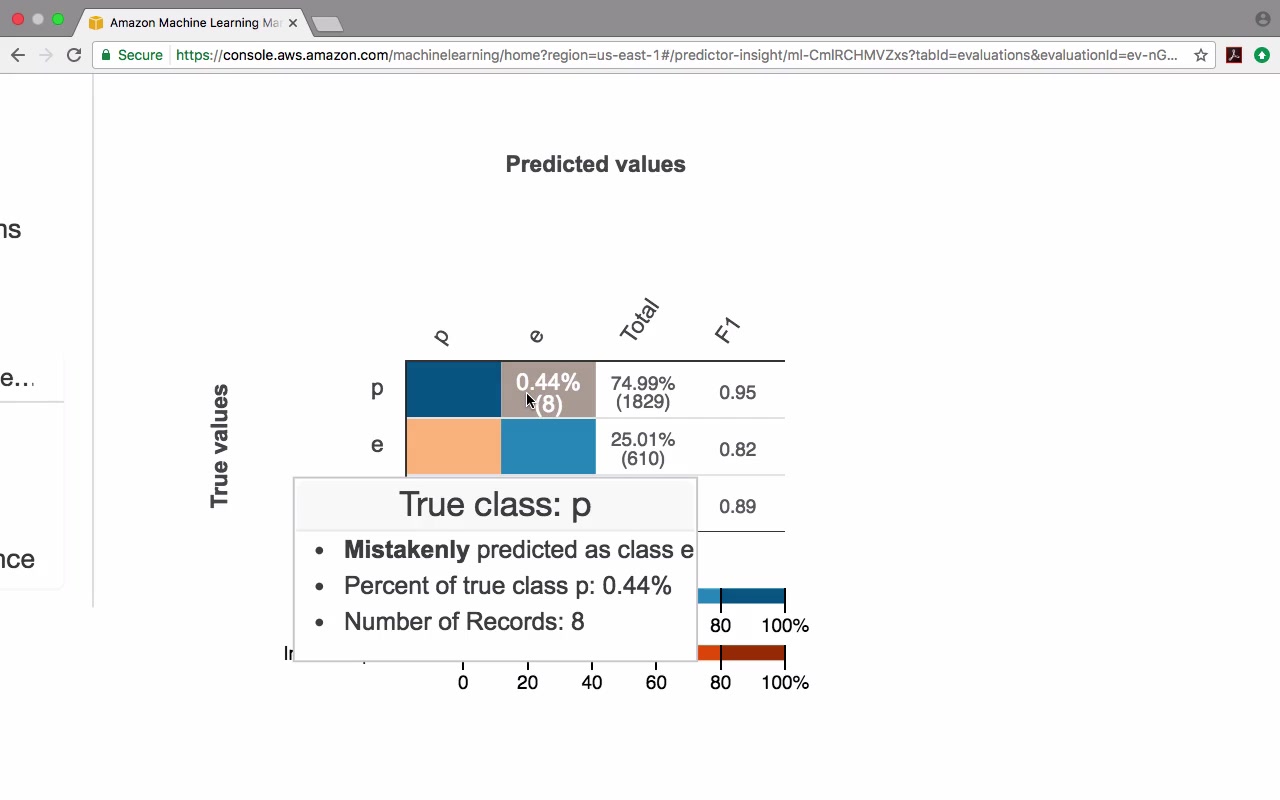 Amazon Machine Learning Ma
Secure https://console.aws.amazon.com/machinelearning/home?region=us-east-1#/predictor-insight/ml-CmlRCHMVZxs?tabId=evaluations&evaluationId=ev-nG...
Predicted values
ns
e...
nce
p e Total F1
True values
p 0.44% 74.99% 0.95
(8) (1829)
e 25.01% 0.82
(610)
0.89
True class: p
• Mistakenly predicted as class e
• Percent of true class p: 0.44%
• Number of Records: 8
80 100%
0 20 40 60 80 100%